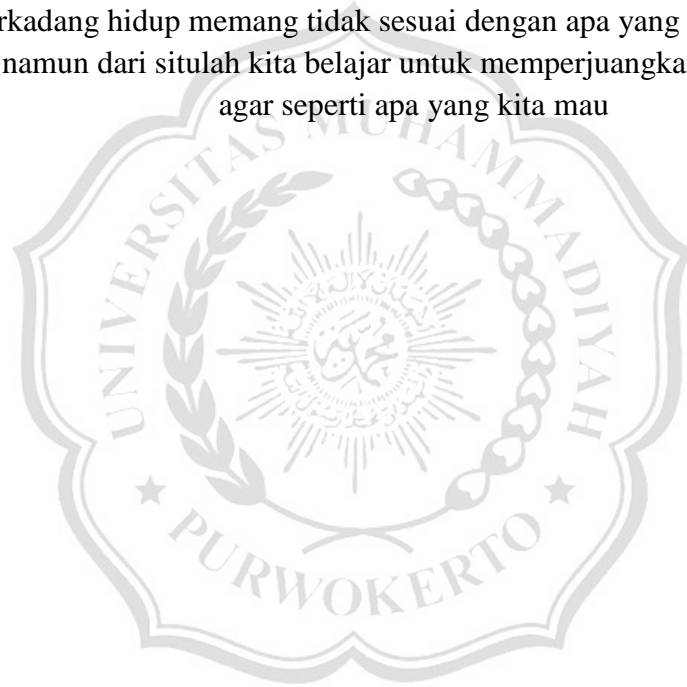 rkadang hidup memang tidak sesuai dengan apa yang
namun dari situlah kita belajar untuk memperjuangka
agar seperti apa yang kita mau
UNIVERSITAS MUHAMMADIYAH
PURWOKERTO